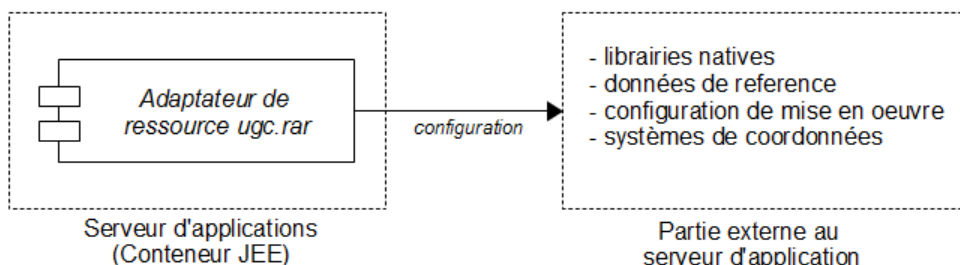 Adaptateur de
ressource ugc.rar
configuration
- librairies natives
- données de reference
- configuration de mise en oeuvre
- systèmes de coordonnées
Serveur d'applications
(Conteneur JEE)
Partie externe au
serveur d'application